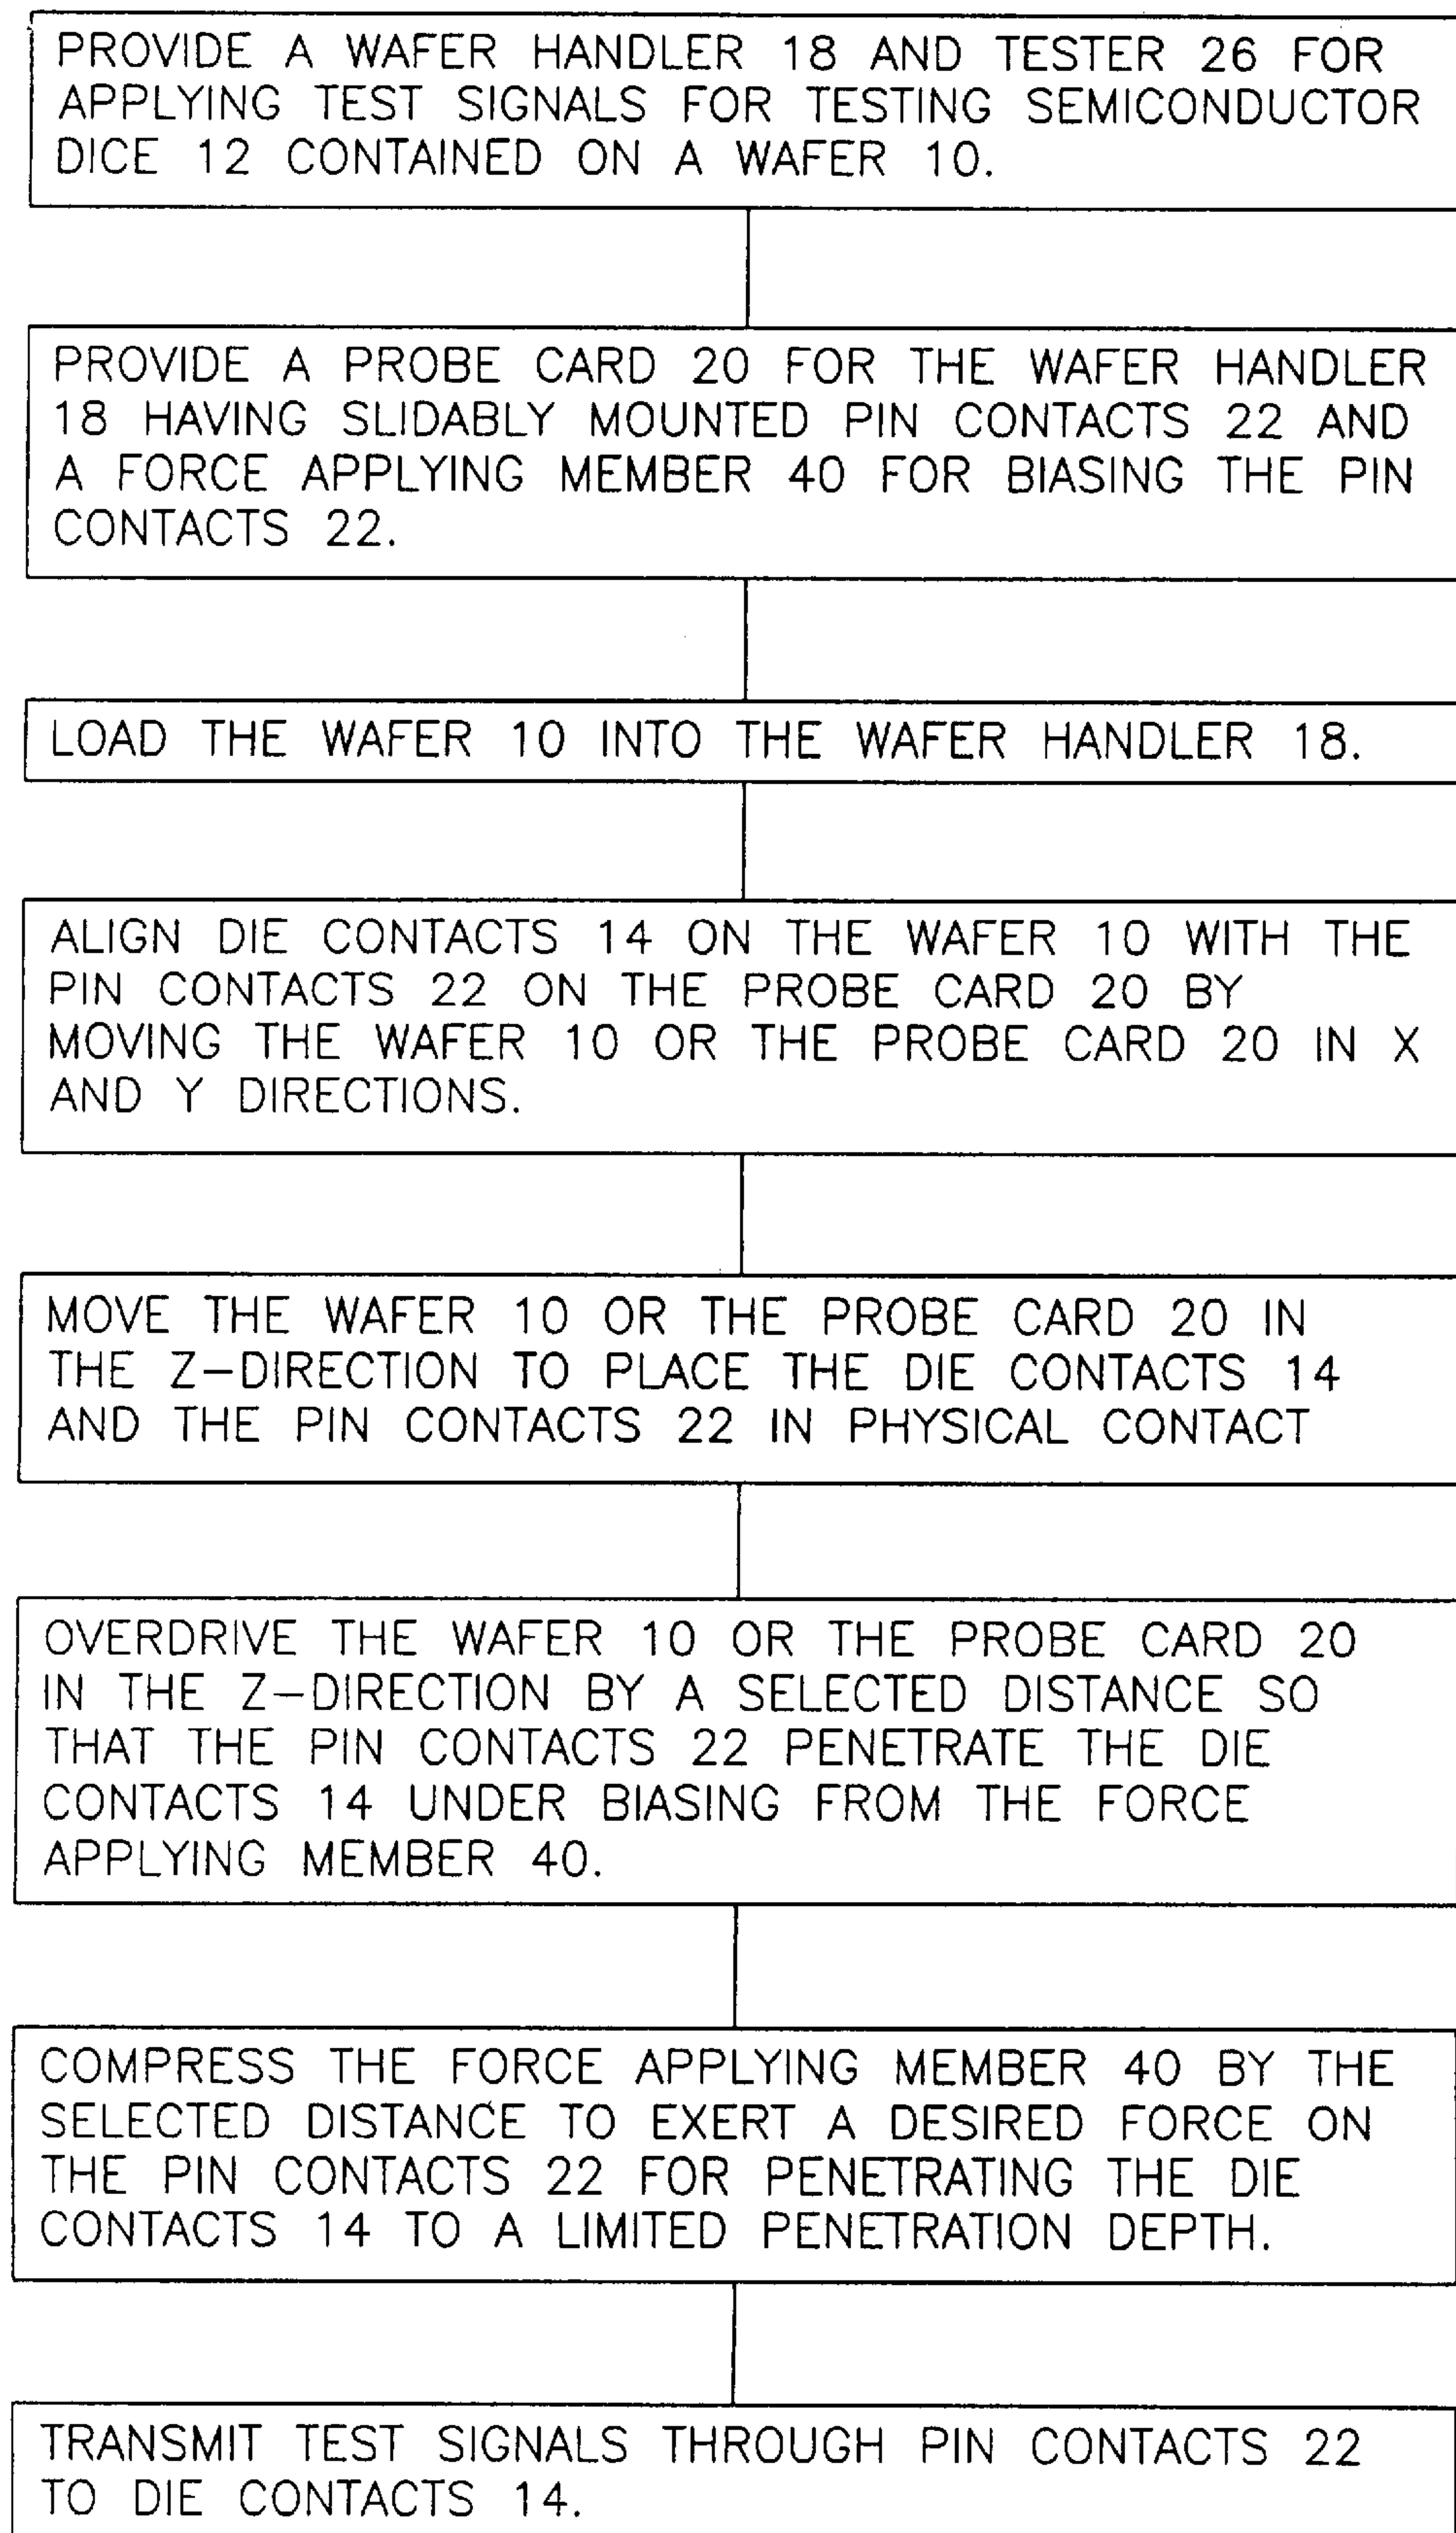 PROVIDE A WAFER HANDLER 18 AND TESTER 26 FOR
APPLYING TEST SIGNALS FOR TESTING SEMICONDUCTOR
DICE 12 CONTAINED ON A WAFER 10.
PROVIDE A PROBE CARD 20 FOR THE WAFER HANDLER
18 HAVING SLIDABLY MOUNTED PIN CONTACTS 22 AND
A FORCE APPLYING MEMBER 40 FOR BIASING THE PIN
CONTACTS 22.
LOAD THE WAFER 10 INTO THE WAFER HANDLER 18.
ALIGN DIE CONTACTS 14 ON THE WAFER 10 WITH THE
PIN CONTACTS 22 ON THE PROBE CARD 20 BY
MOVING THE WAFER 10 OR THE PROBE CARD 20 IN X
AND Y DIRECTIONS.
MOVE THE WAFER 10 OR THE PROBE CARD 20 IN
THE Z-DIRECTION TO PLACE THE DIE CONTACTS 14
AND THE PIN CONTACTS 22 IN PHYSICAL CONTACT
OVERDRIVE THE WAFER 10 OR THE PROBE CARD 20
IN THE Z-DIRECTION BY A SELECTED DISTANCE SO
THAT THE PIN CONTACTS 22 PENETRATE THE DIE
CONTACTS 14 UNDER BIASING FROM THE FORCE
APPLYING MEMBER 40.
COMPRESS THE FORCE APPLYING MEMBER 40 BY THE
SELECTED DISTANCE TO EXERT A DESIRED FORCE ON
THE PIN CONTACTS 22 FOR PENETRATING THE DIE
CONTACTS 14 TO A LIMITED PENETRATION DEPTH.
TRANSMIT TEST SIGNALS THROUGH PIN CONTACTS 22
TO DIE CONTACTS 14.